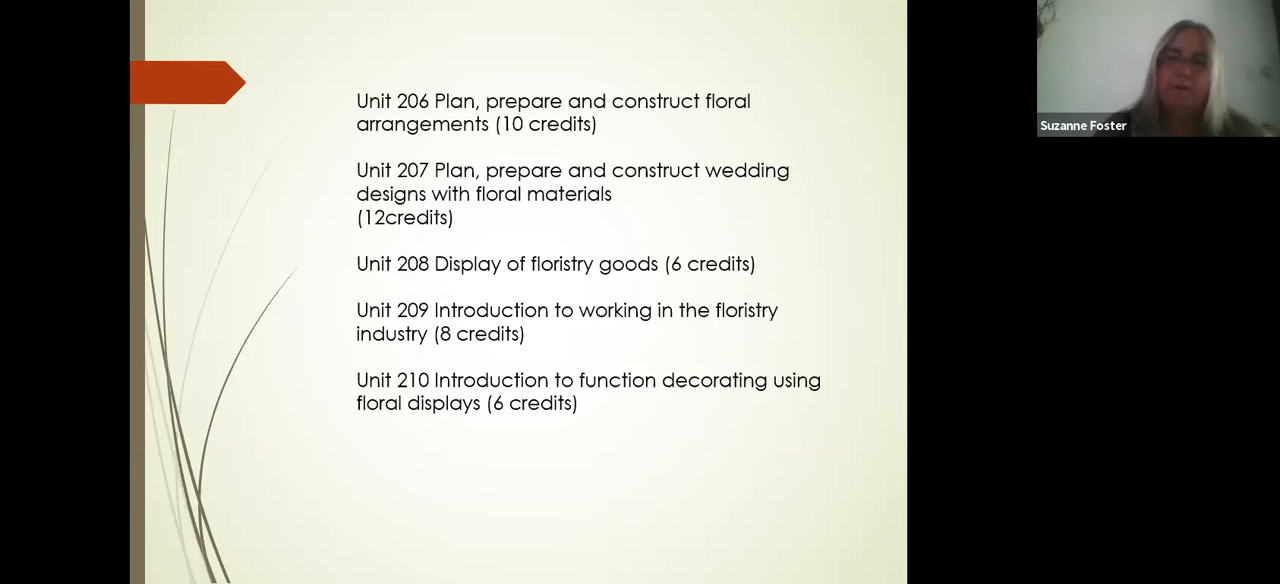 Unit 206 Plan, prepare and construct floral
arrangements (10 credits)
Unit 207 Plan, prepare and construct wedding
designs with floral materials
(12credits)
Unit 208 Display of floristry goods (6 credits)
Unit 209 Introduction to working in the floristry
industry (8 credits)
Unit 210 Introduction to function decorating using
floral displays (6 credits)
Suzanne Foster